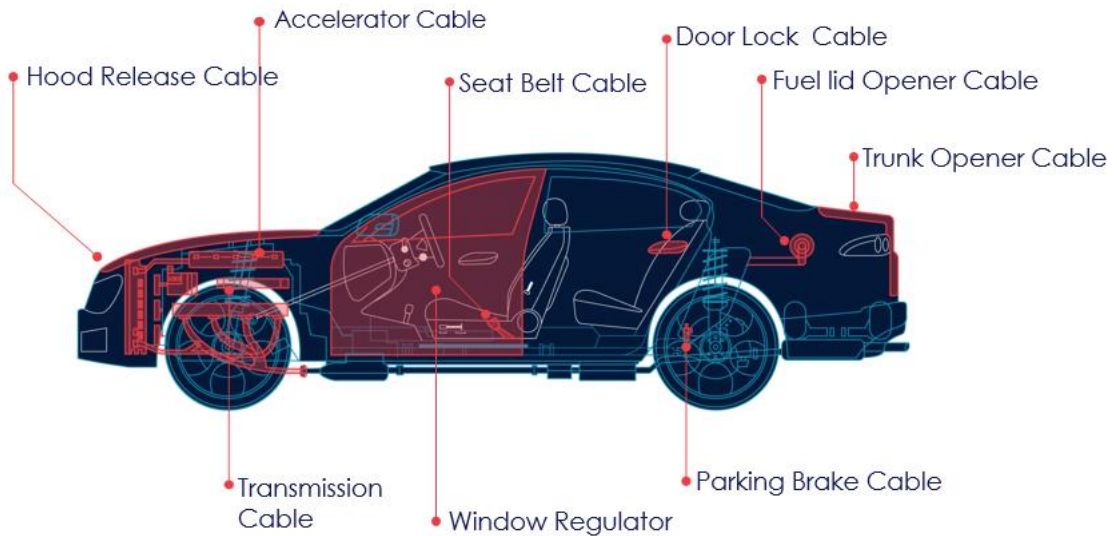 Accelerator Cable
Door Lock Cable
Hood Release Cable
Seat Belt Cable
Fuel lid Opener Cable
Trunk Opener Cable
Transmission
Cable
Parking Brake Cable
Window Regulator